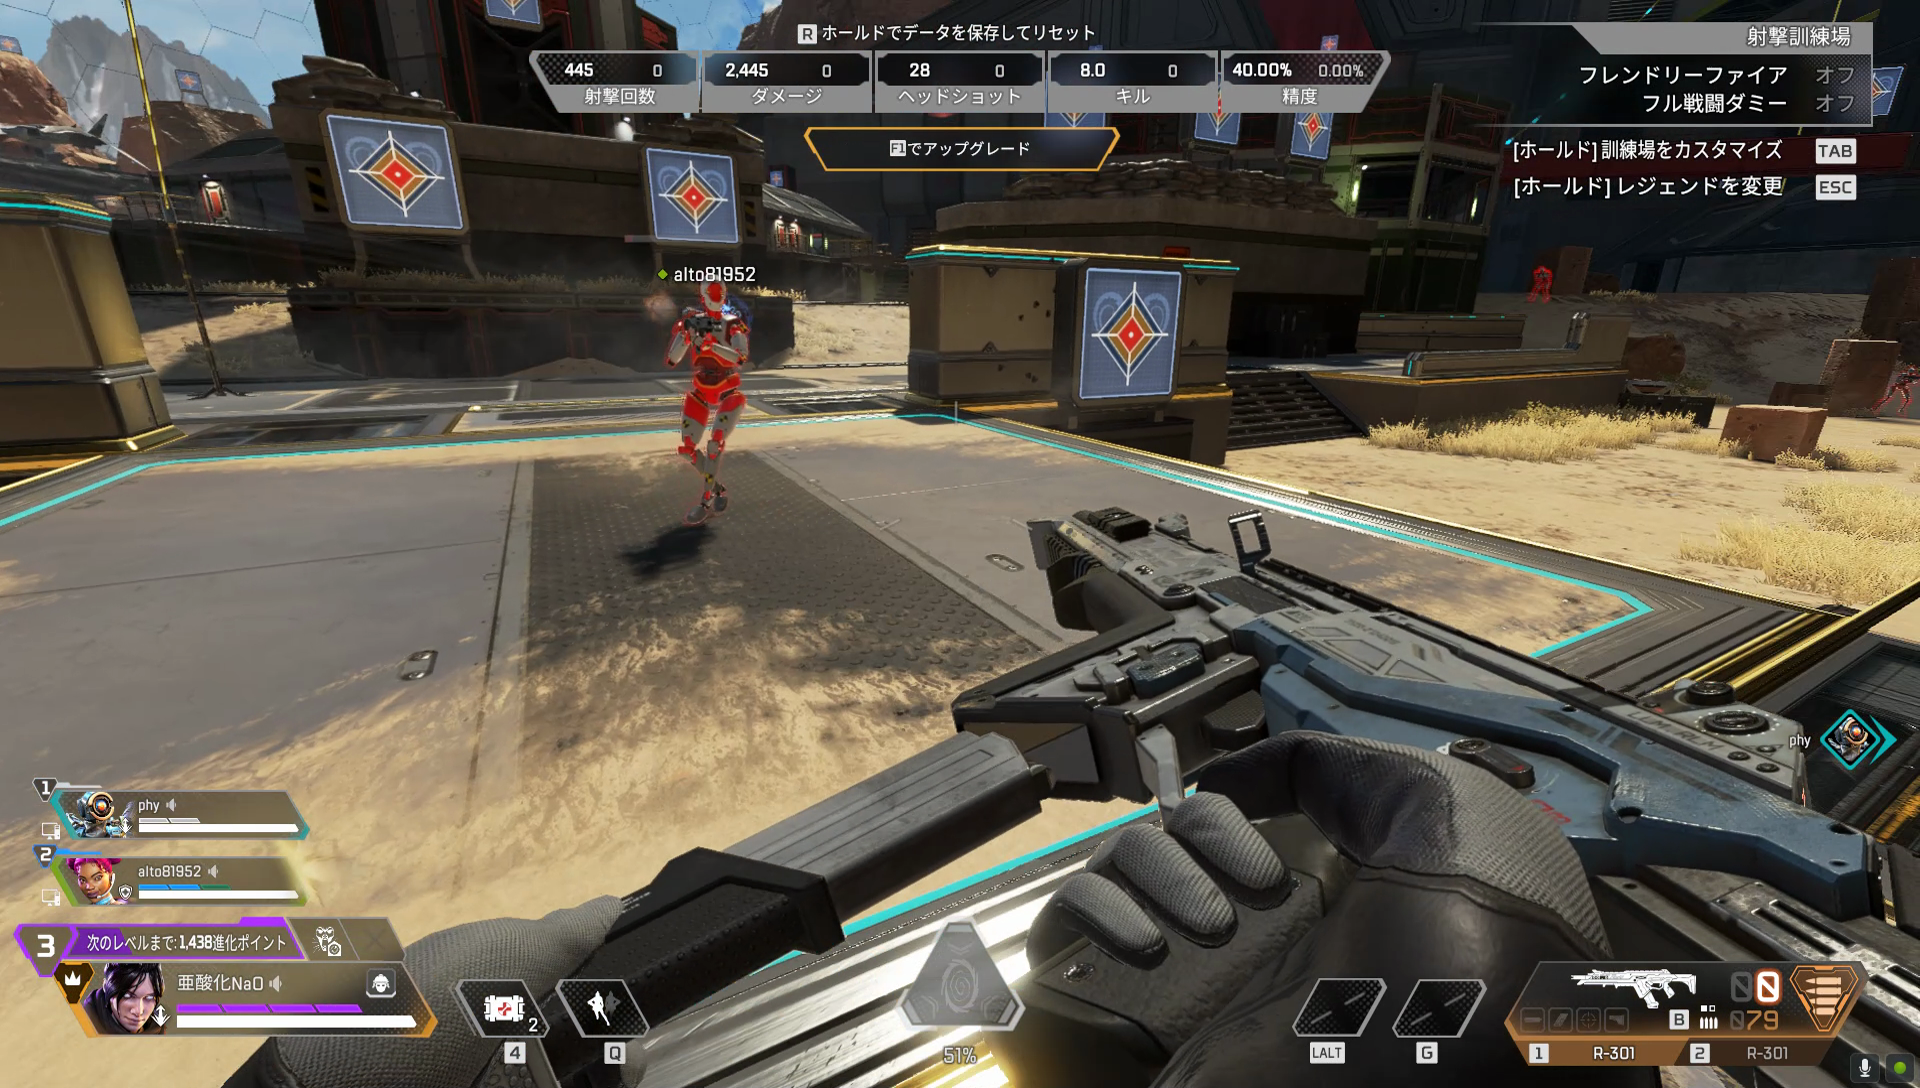 R ホールドでデータを保存してリセット
445 0 2,445 0 28 0 8.0 0 40.00% 0.00%
射撃回数 ダメージ ヘッドショット キル 精度
F1でアップグレード
射撃訓練場
フレンドリーファイア オフ
フル戦闘ダミー オフ
[ホールド]訓練場をカスタマイズ TAB
[ホールド]レジェンドを変更 ESC
alto81952
phy
1
phy
2
alto81952
3 次のレベルまで:1,438進化ポイント
亜酸化NaO
2
4 Q
51%
LALT G
00
B 079
1 R-301 2 R-301